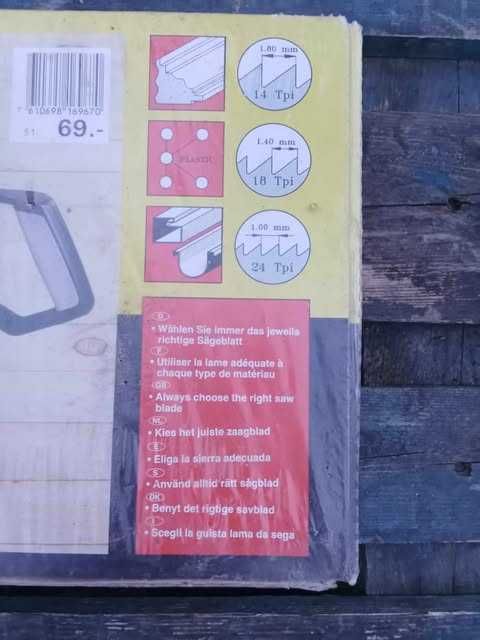 7 610698 169670
51. 69.-
1.80 mm
14 Tpi
PLASTIC
1.40 mm
18 Tpi
1.00 mm
24 Tpi
D
• Wählen Sie immer das jeweils
richtige Sägeblatt
F
• Utiliser la lame adéquate à
chaque type de matériau
GB
• Always choose the right saw
blade
NL
• Kies het juiste zaagblad
E
• Eliga la sierra adecuada
S
• Använd alltid rätt sågblad
DK
• Benyt det rigtige savblad
I
• Scegli la guista lama da sega